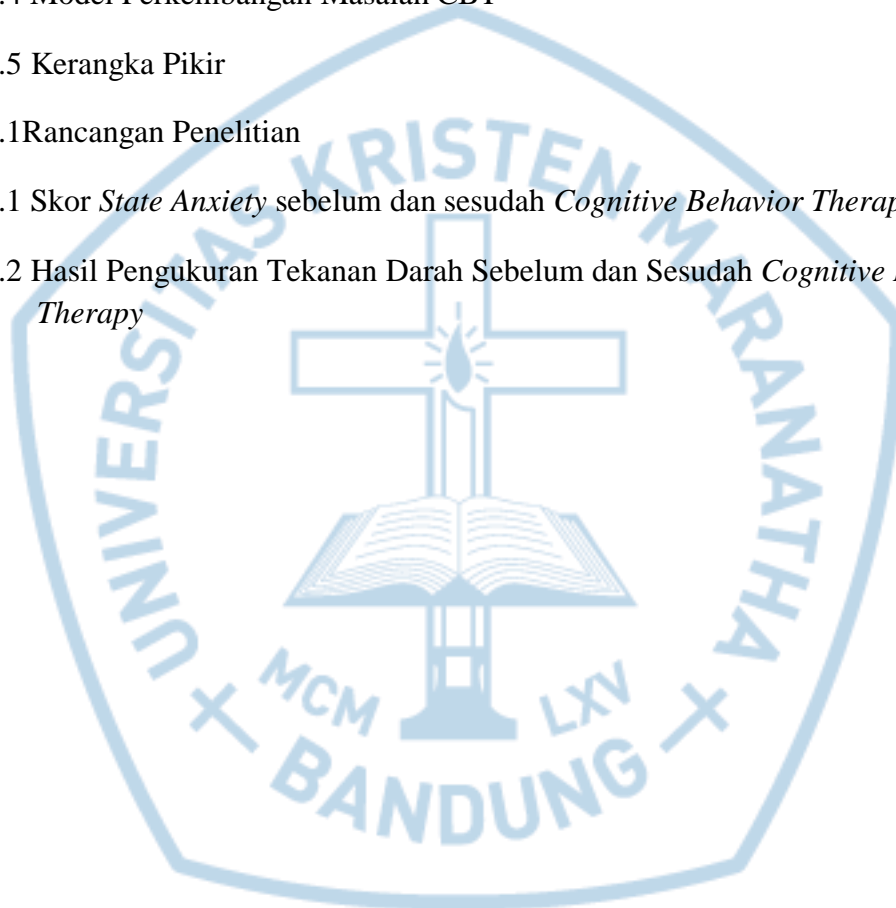 .4 Model Perkembangan Masalah CBT
.5 Kerangka Pikir
.1Rancangan Penelitian
.1 Skor State Anxiety sebelum dan sesudah Cognitive Behavior Therap
.2 Hasil Pengukuran Tekanan Darah Sebelum dan Sesudah Cognitive
Therapy
UNIVERSITAS KRISTEN MARANATHA
MCM LXV
BANDUNG